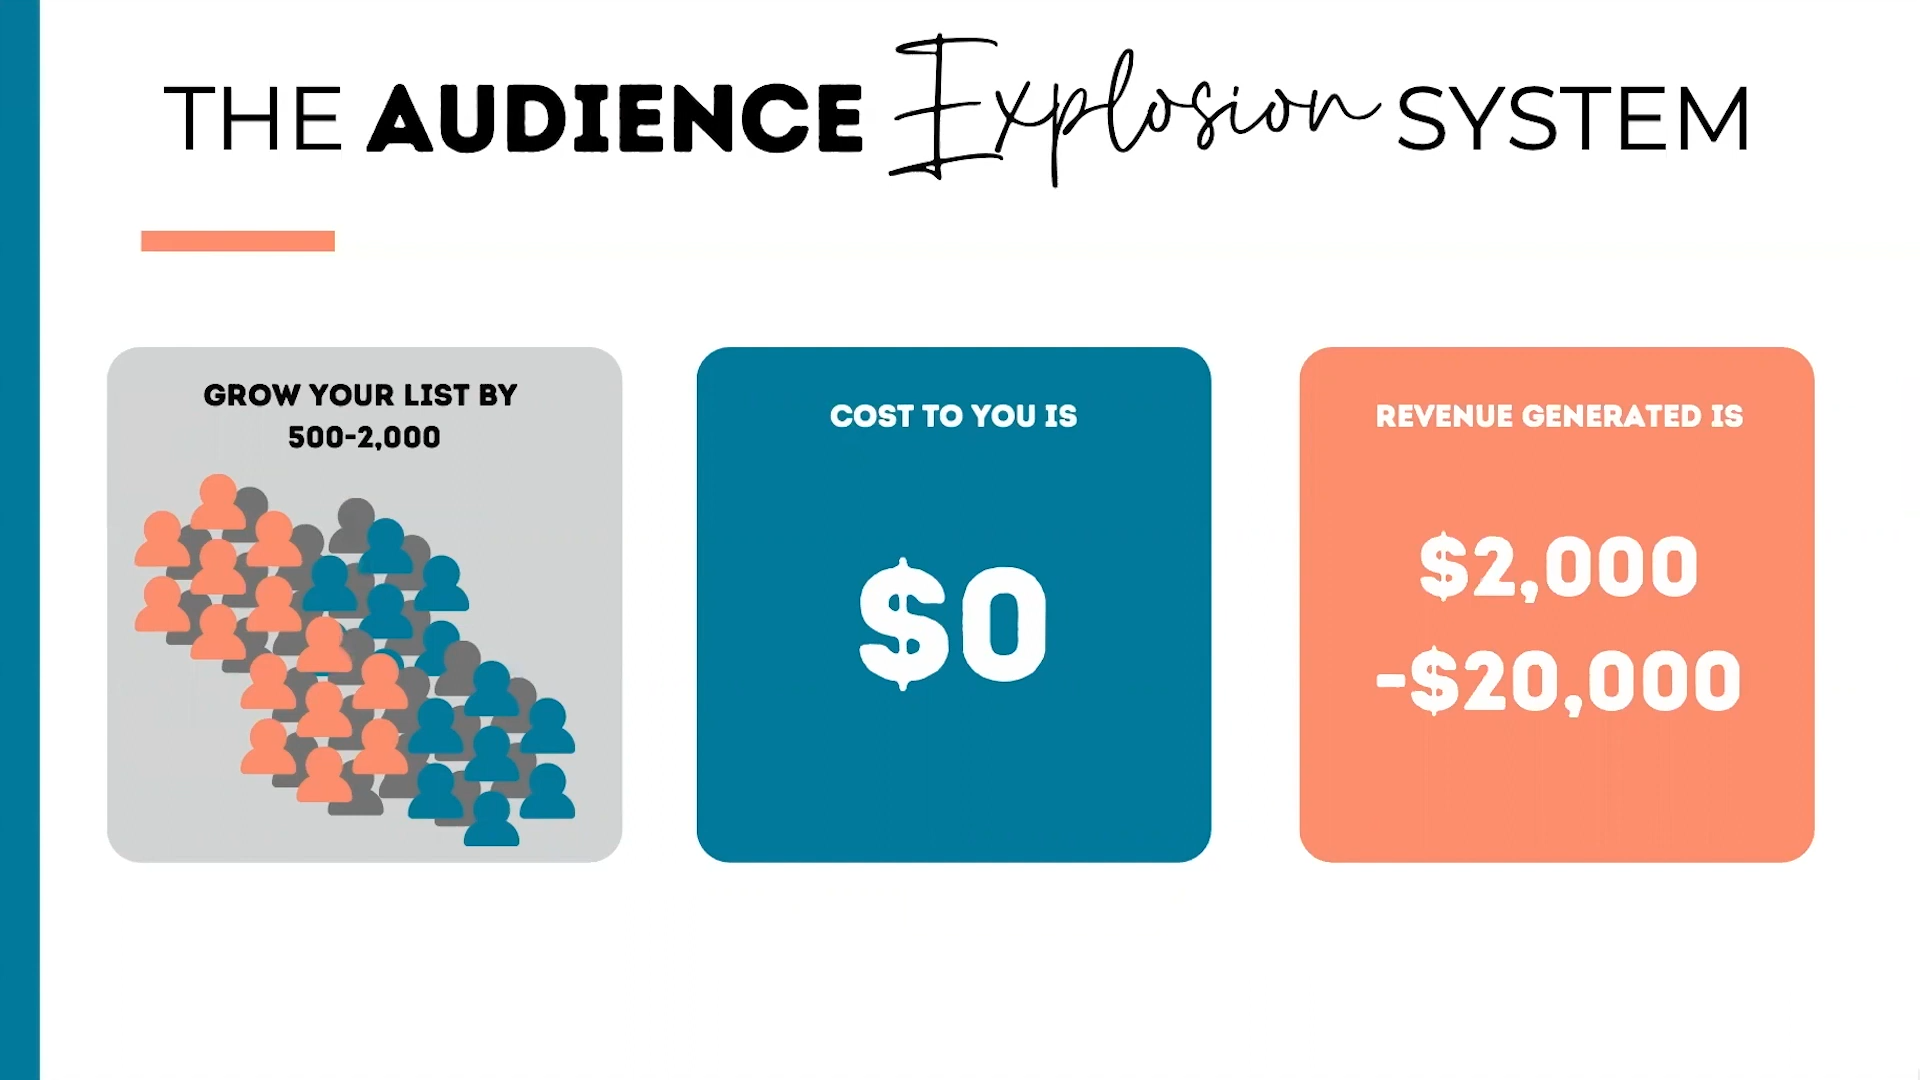 THE AUDIENCE Explosion SYSTEM
GROW YOUR LIST BY
500-2,000
COST TO YOU IS
$0
REVENUE GENERATED IS
$2,000
-$20,000